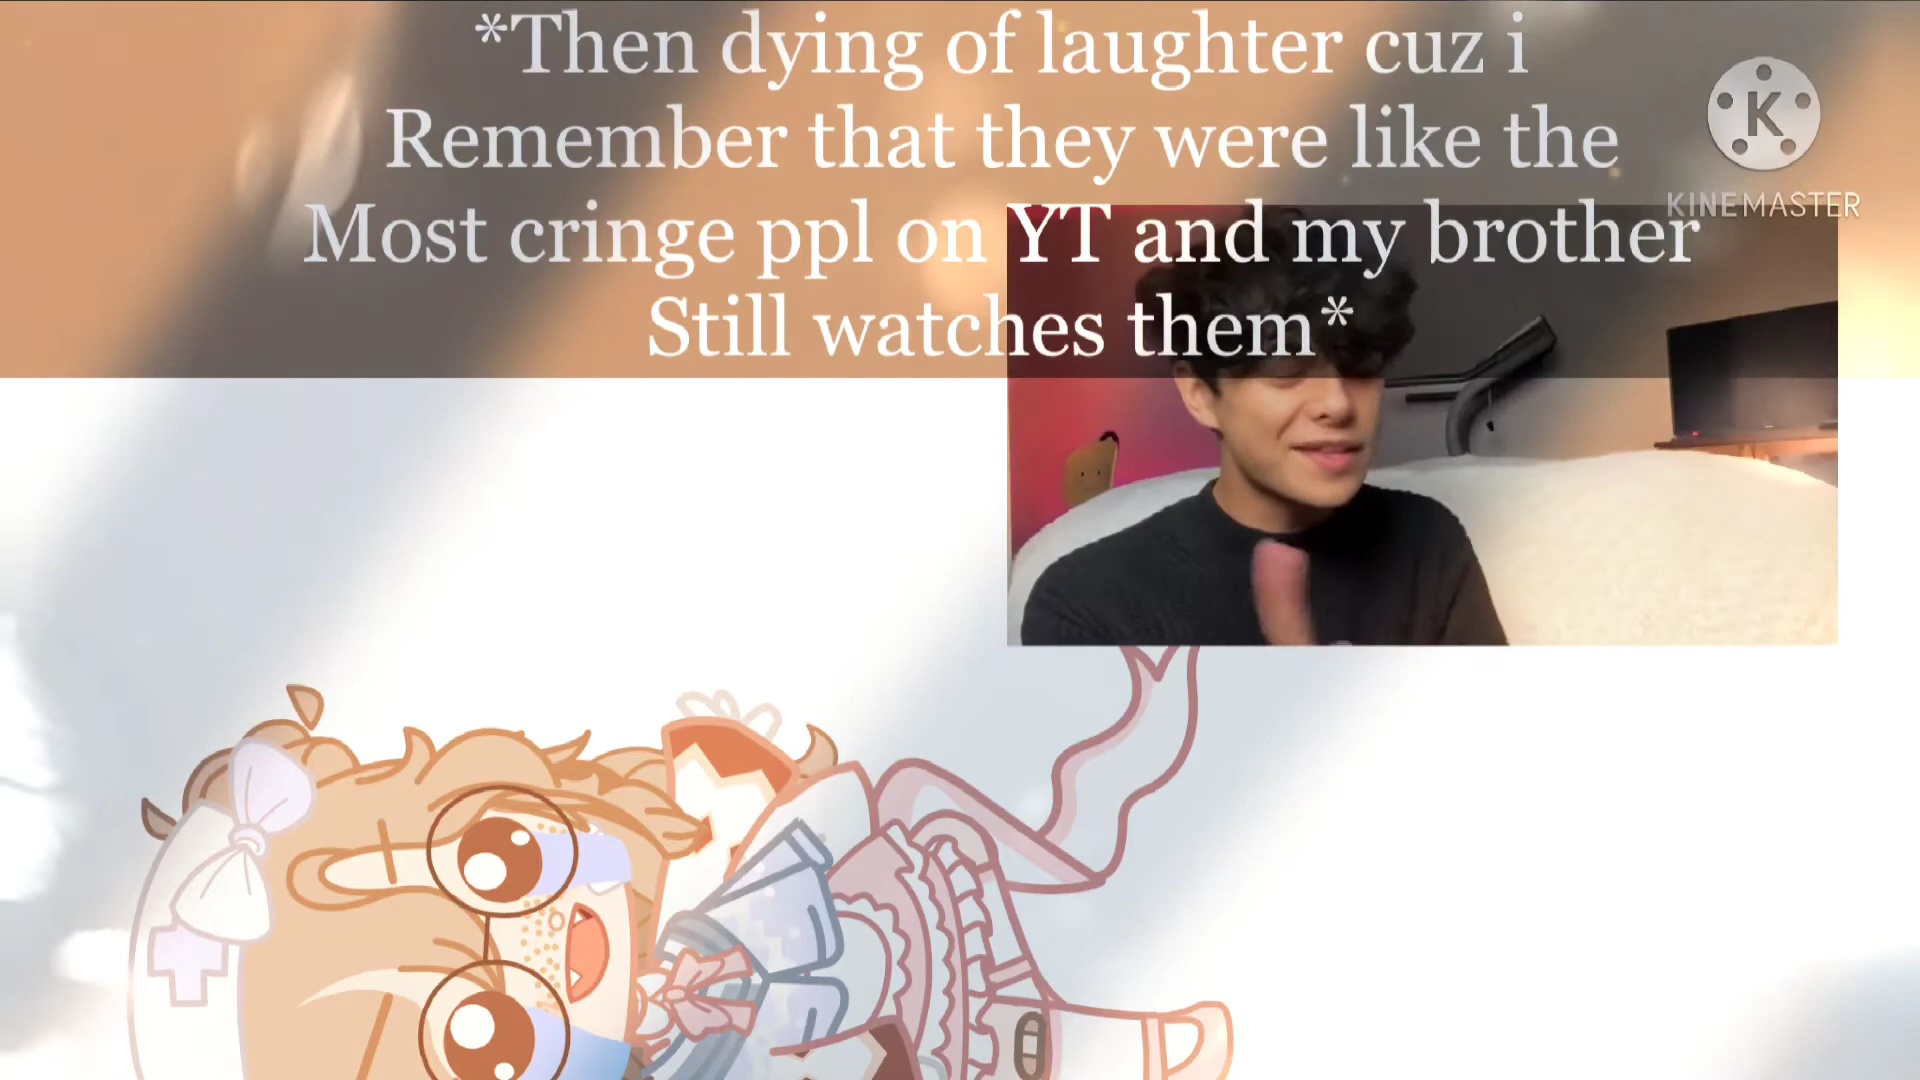 *Then dying of laughter cuz i
Remember that they were like the
Most cringe ppl on YT and my brother
Still watches them*
K
KINEMASTER